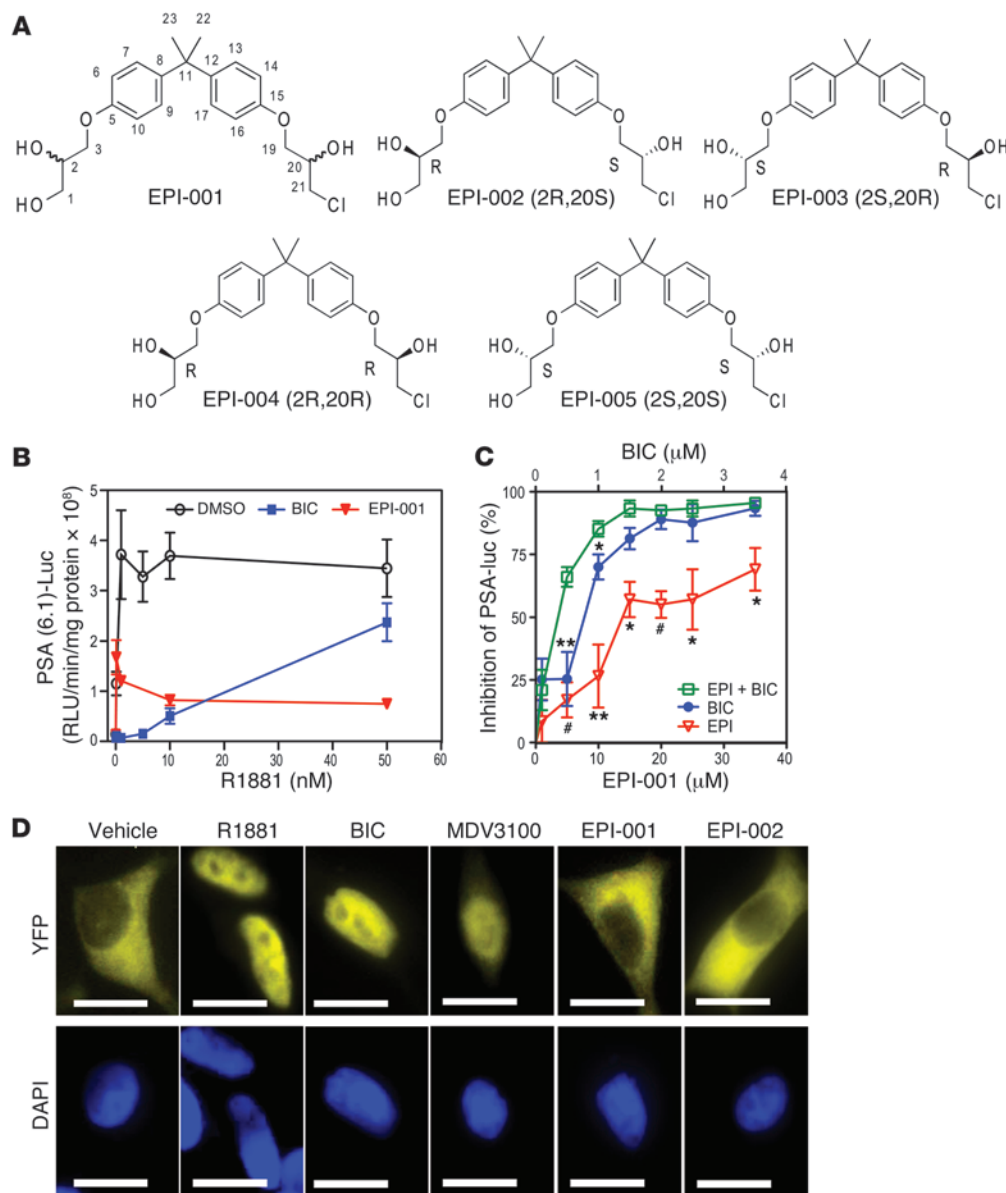 A
23 22
7 8 12 13
6 11 14
5 9 17 15
10 16
O O
HO 3 19 OH
2 20
HO 1 21 Cl
EPI-001
O O
HO R S OH
HO Cl
EPI-002 (2R,20S)
O O
HO S R HO
HO Cl
EPI-003 (2S,20R)
O O
HO R R OH
HO Cl
EPI-004 (2R,20R)
O O
HO S S OH
HO Cl
EPI-005 (2S,20S)
B
DMSO BIC EPI-001
PSA (6.1)-Luc
(RLU/min/mg protein × 10⁸)
5
4
3
2
1
0
0 10 20 30 40 50 60
R1881 (nM)
C
BIC (μM)
0 1 2 3 4
Inhibition of PSA-luc (%)
100
75
50
25
0
*
**
* # * *
# **
EPI + BIC
BIC
EPI
0 10 20 30 40
EPI-001 (μM)
D
Vehicle R1881 BIC MDV3100 EPI-001 EPI-002
YFP
DAPI